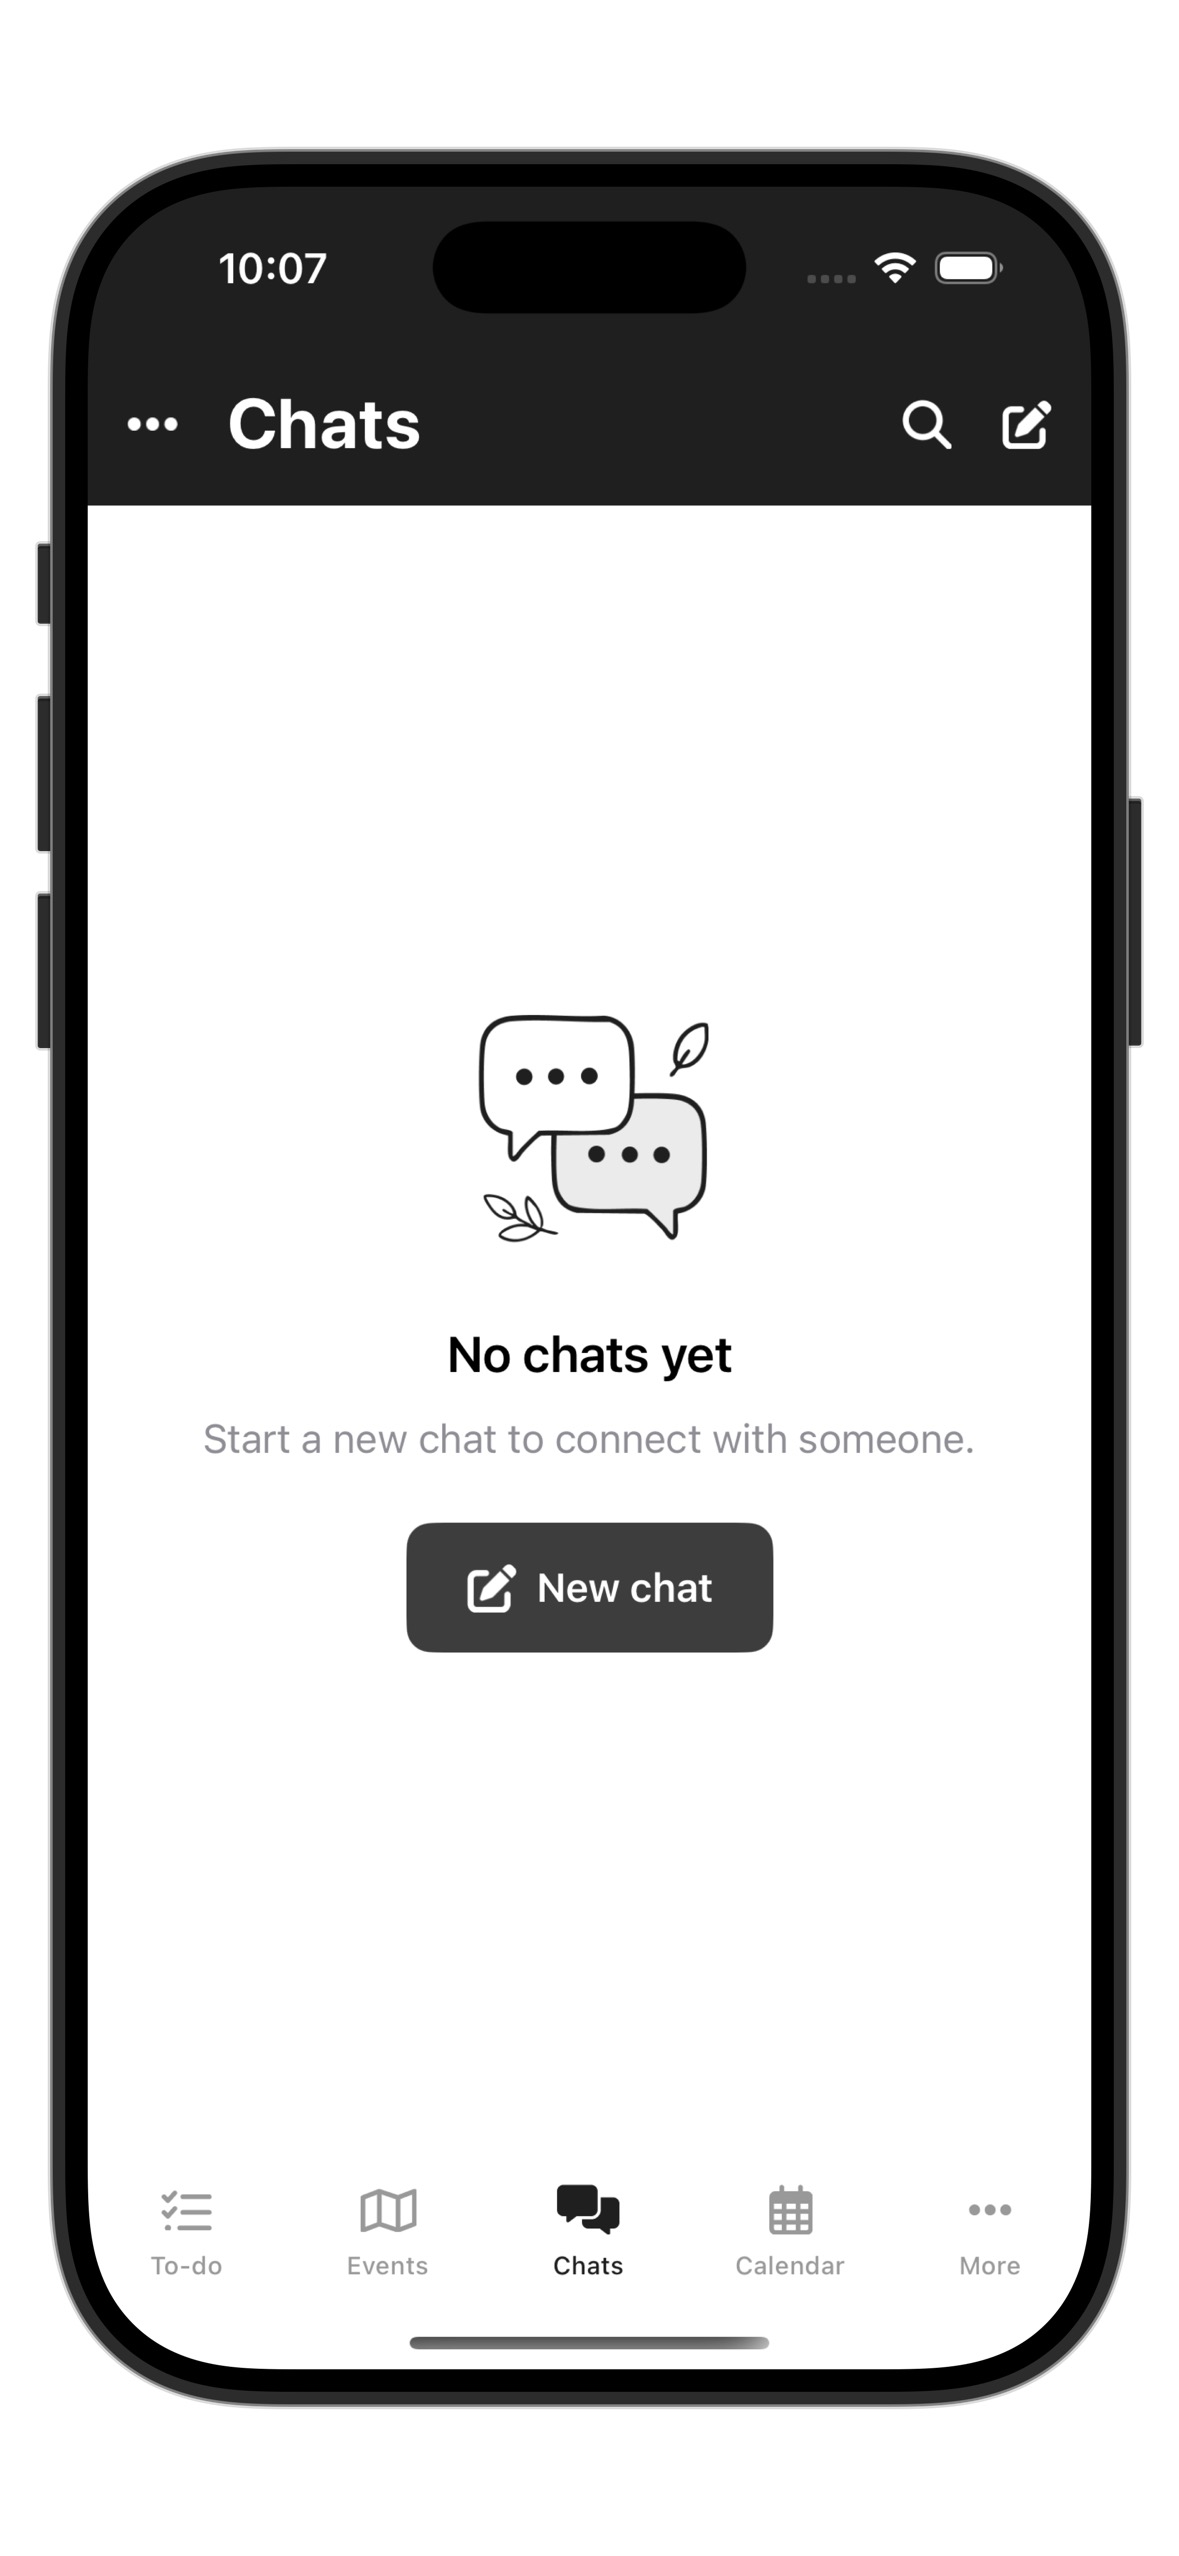 10:07
Chats
No chats yet
Start a new chat to connect with someone.
New chat
To-do
Events
Chats
Calendar
More